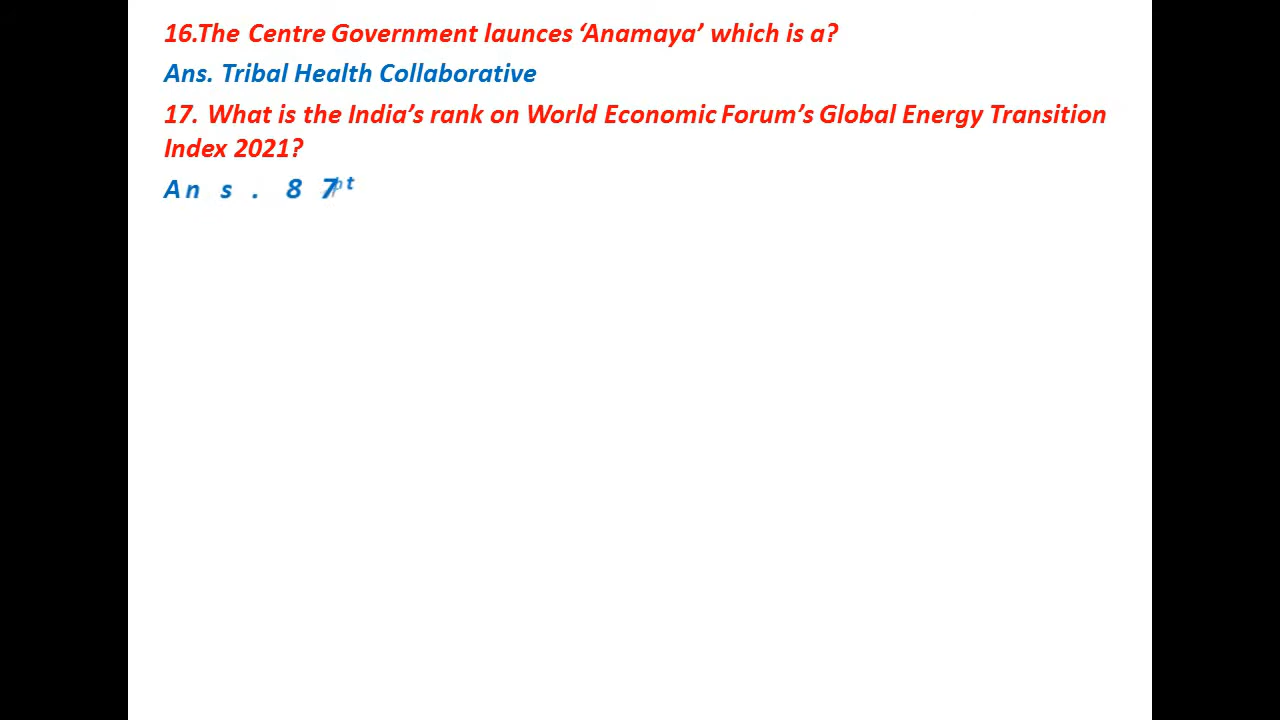 16.The Centre Government launces ‘Anamaya’ which is a?
Ans. Tribal Health Collaborative
17. What is the India’s rank on World Economic Forum’s Global Energy Transition
Index 2021?
Ans. 87